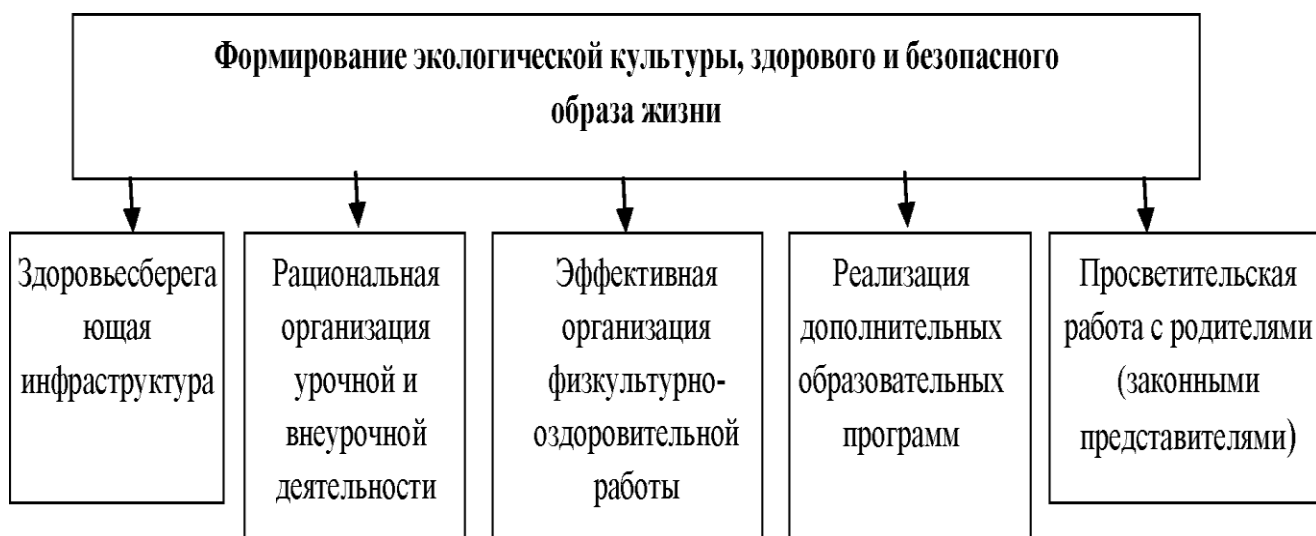 Формирование экологической культуры, здорового и безопасного
образа жизни
Здоровьесберега
ющая
инфраструктура
Рациональная
организация
урочной и
внеурочной
деятельности
Эффективная
организация
физкультурно-
оздоровительной
работы
Реализация
дополнительных
образовательных
программ
Просветительская
работа с родителями
(законными
представителями)